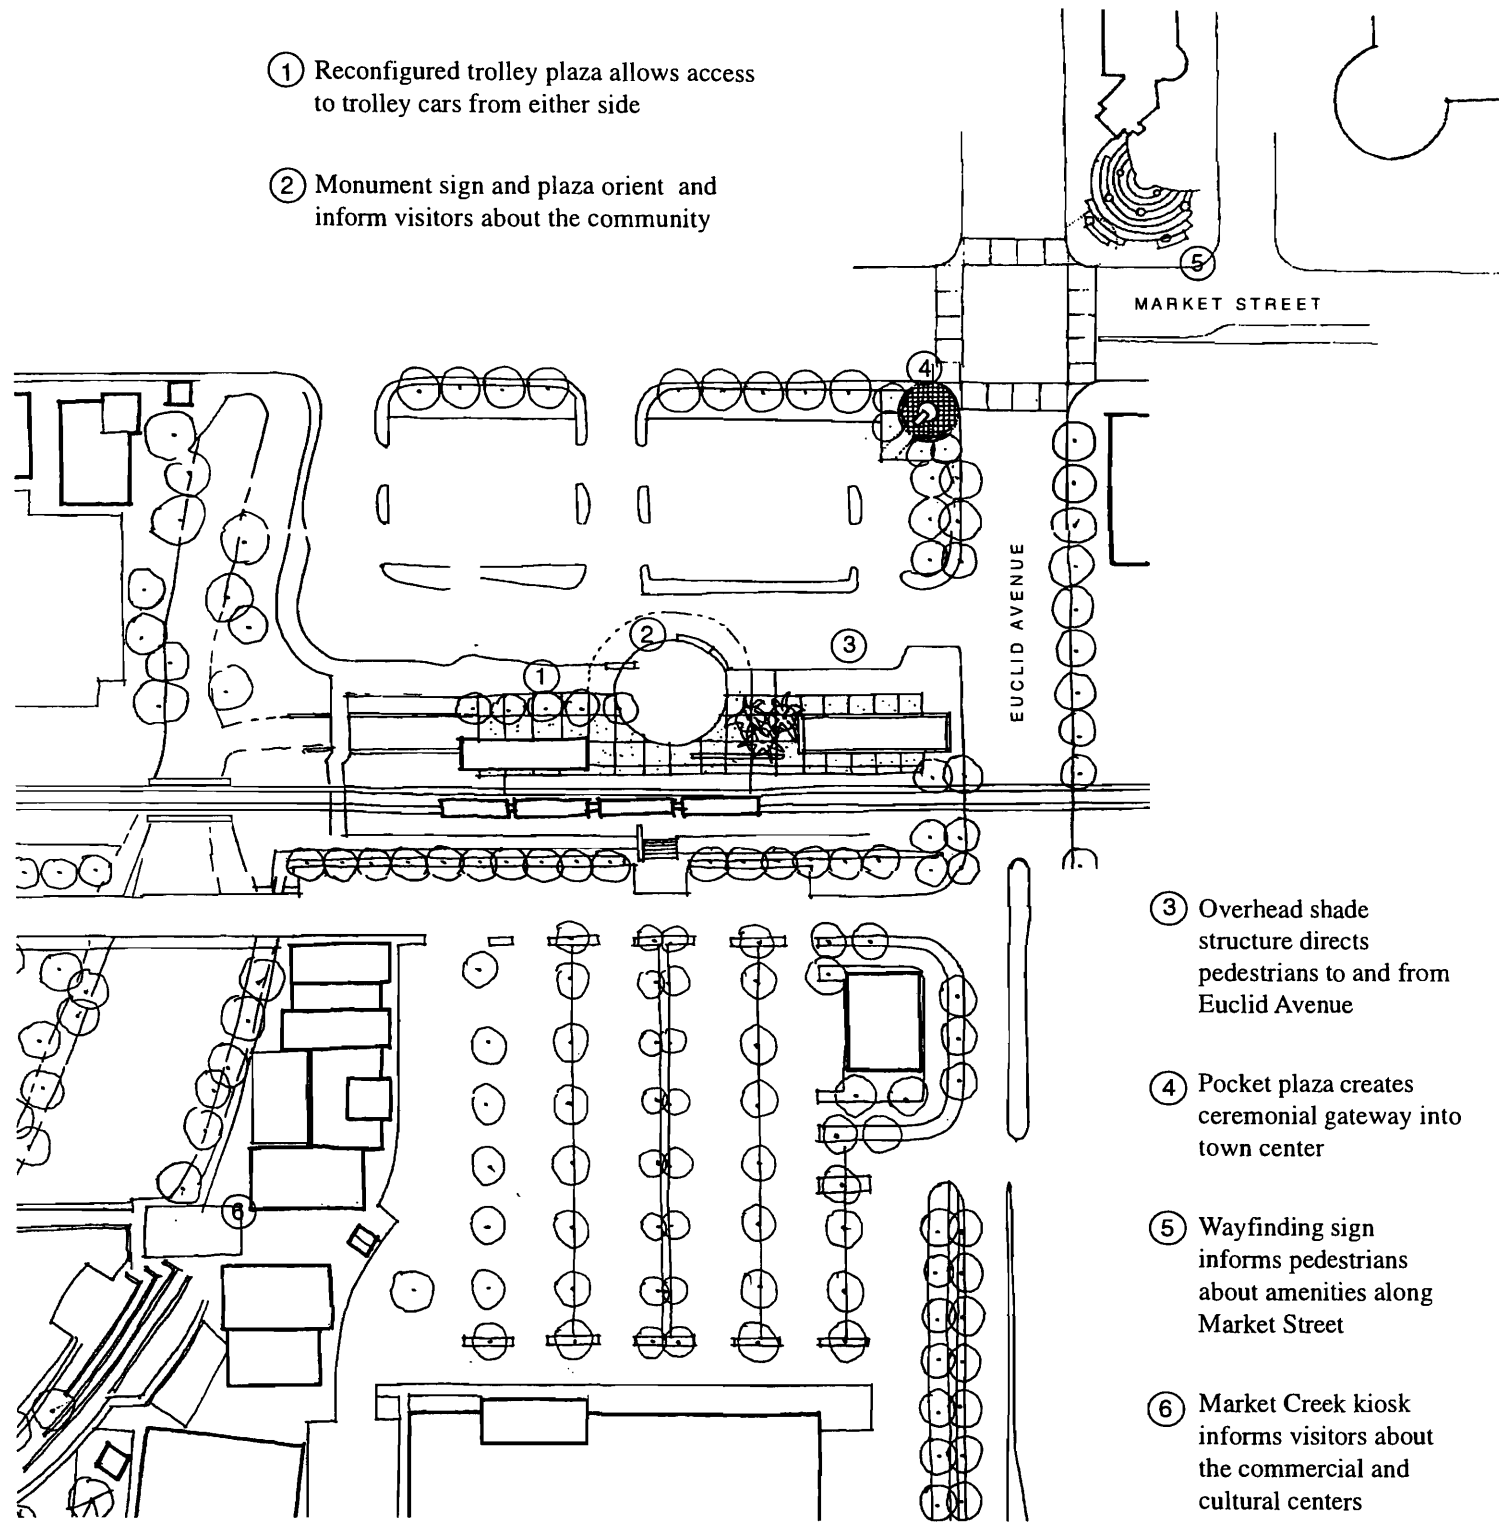 1 Reconfigured trolley plaza allows access
to trolley cars from either side
2 Monument sign and plaza orient and
inform visitors about the community
5
MARKET STREET
4
EUCLID AVENUE
2
3
1
3 Overhead shade
structure directs
pedestrians to and from
Euclid Avenue
4 Pocket plaza creates
ceremonial gateway into
town center
5 Wayfinding sign
informs pedestrians
about amenities along
Market Street
6
6 Market Creek kiosk
informs visitors about
the commercial and
cultural centers